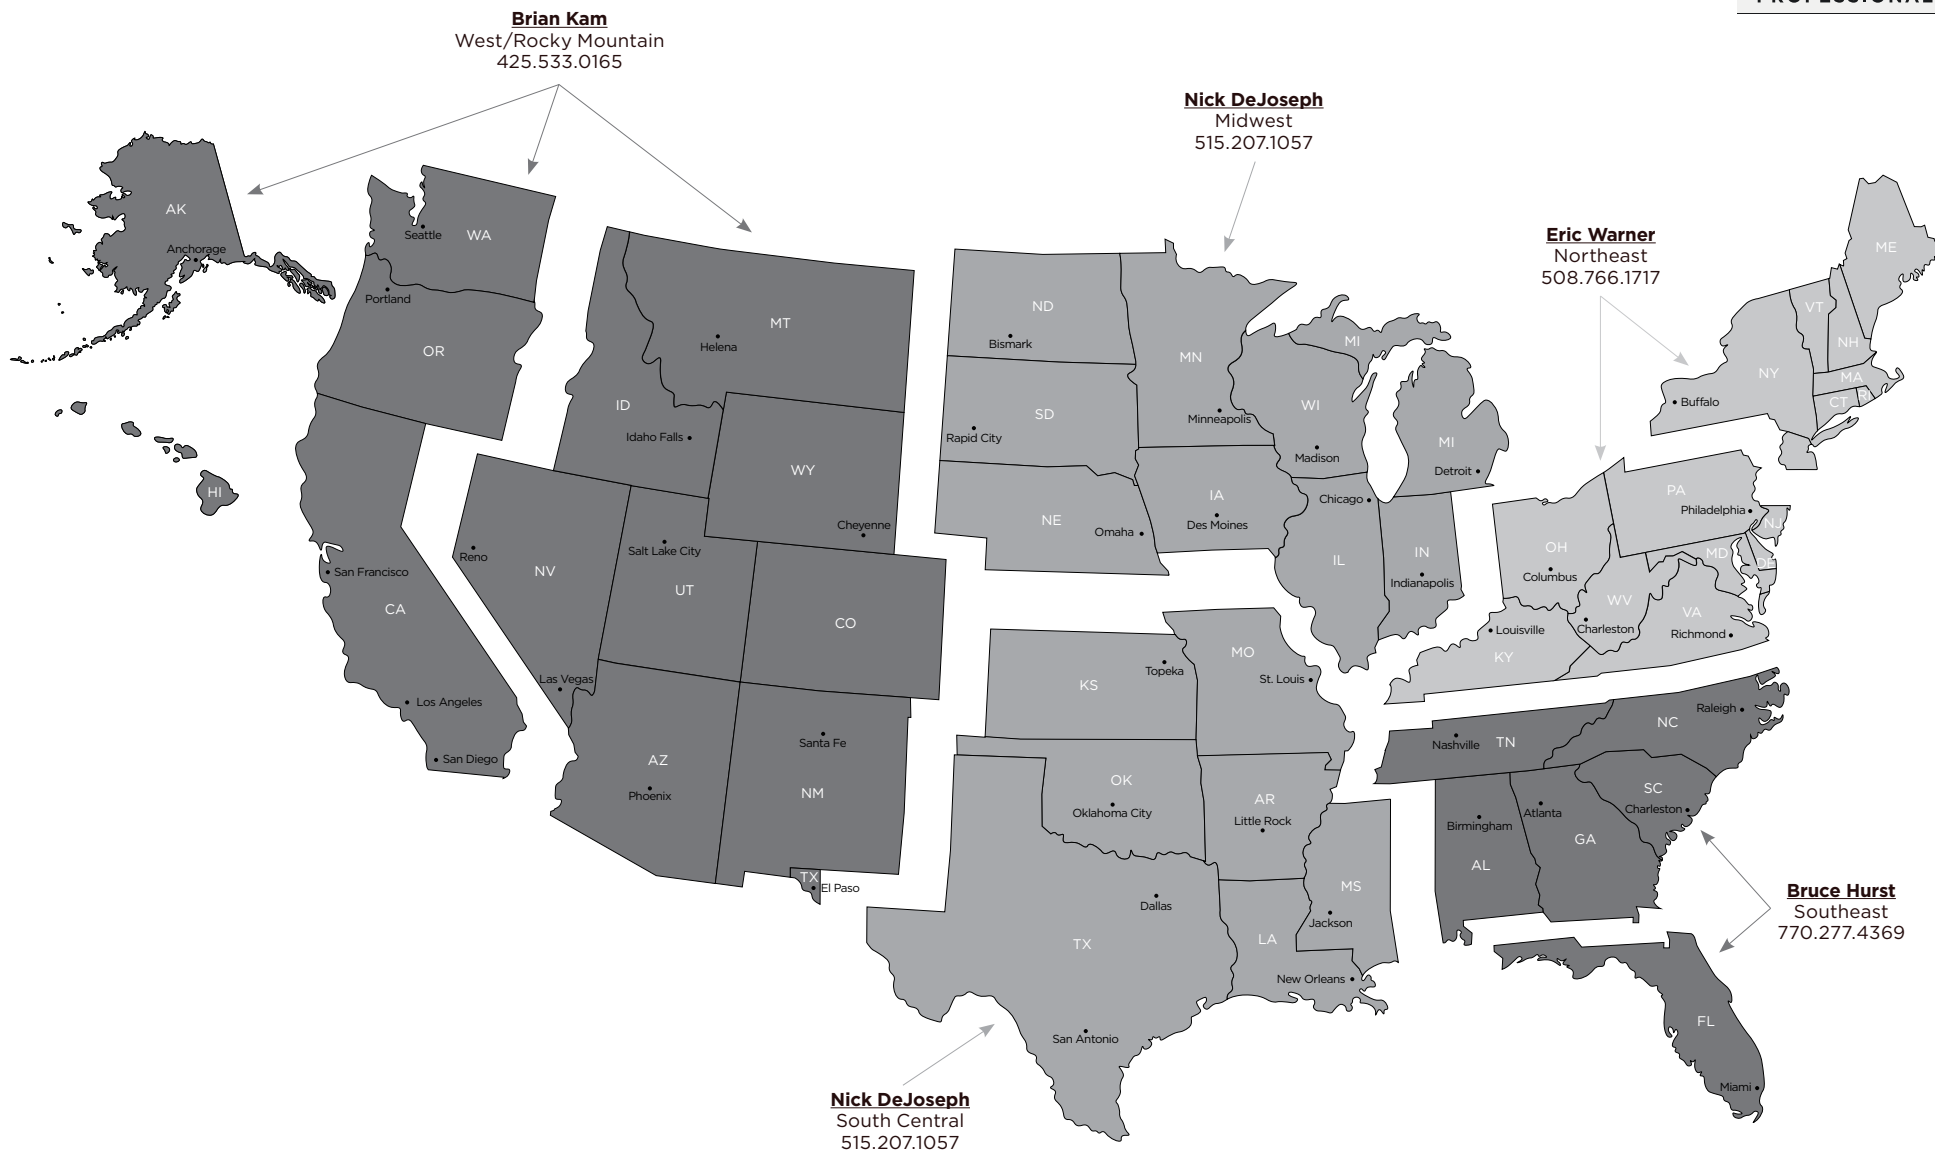 PROFESSIONAL
Brian Kam
West/Rocky Mountain
425.533.0165
Nick DeJoseph
Midwest
515.207.1057
Eric Warner
Northeast
508.766.1717
AK
Anchorage
HI
Seattle
WA
Portland
OR
San Francisco
CA
Los Angeles
San Diego
MT
Helena
ID
Idaho Falls
WY
Cheyenne
Reno
NV
Las Vegas
Salt Lake City
UT
CO
AZ
Phoenix
Santa Fe
NM
TX
El Paso
ND
Bismark
SD
Rapid City
NE
Omaha
MN
Minneapolis
IA
Des Moines
WI
Madison
MI
MI
Detroit
Chicago
IL
IN
Indianapolis
KS
Topeka
MO
St. Louis
OK
Oklahoma City
AR
Little Rock
TX
Dallas
San Antonio
LA
New Orleans
MS
Jackson
ME
VT
NH
NY
Buffalo
MA
CT
RI
PA
Philadelphia
NJ
MD
DE
OH
Columbus
WV
Charleston
VA
Richmond
Louisville
KY
Nashville
TN
NC
Raleigh
SC
Charleston
Birmingham
AL
Atlanta
GA
FL
Miami
Bruce Hurst
Southeast
770.277.4369
Nick DeJoseph
South Central
515.207.1057